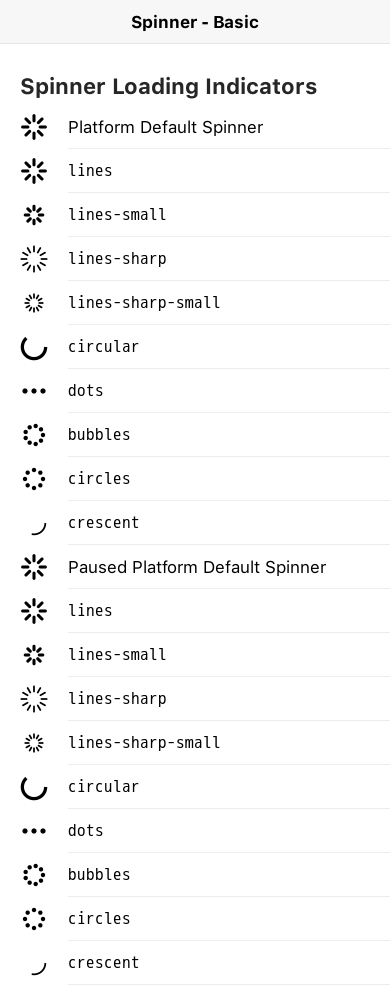 Spinner - Basic
Spinner Loading Indicators
Platform Default Spinner
lines
lines-small
lines-sharp
lines-sharp-small
circular
dots
bubbles
circles
crescent
Paused Platform Default Spinner
lines
lines-small
lines-sharp
lines-sharp-small
circular
dots
bubbles
circles
crescent